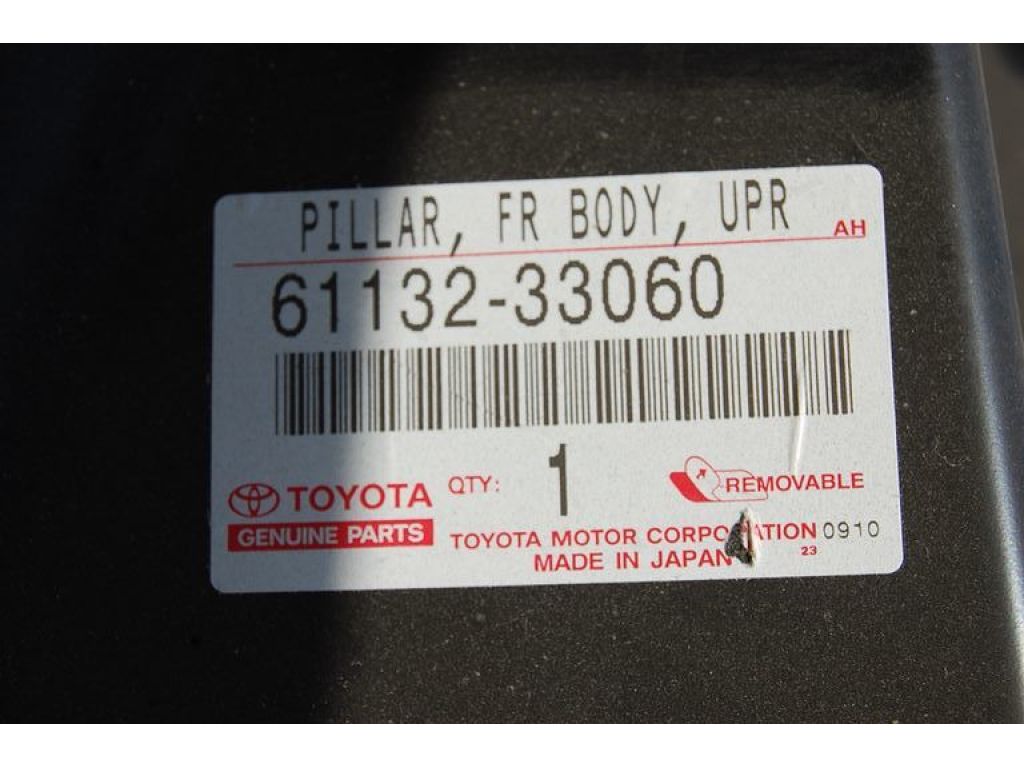 PILLAR, FR BODY, UPR
AH
61132-33060
TOYOTA
QTY: 1
REMOVABLE
GENUINE PARTS
TOYOTA MOTOR CORPORATION 0910
MADE IN JAPAN
23